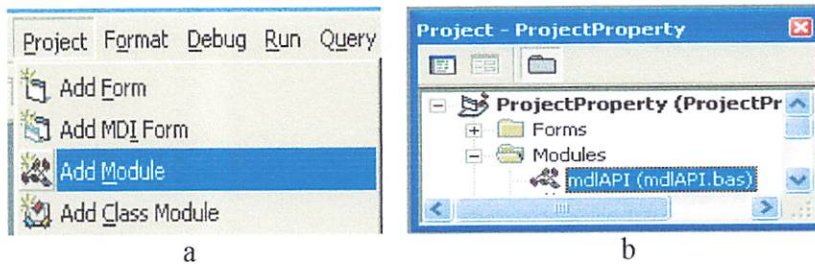 Project Format Debug Run Query
Add Form
Add MDI Form
Add Module
Add Class Module
a
Project - ProjectProperty
ProjectProperty (ProjectPr
Forms
Modules
mdlAPI (mdlAPI.bas)
b